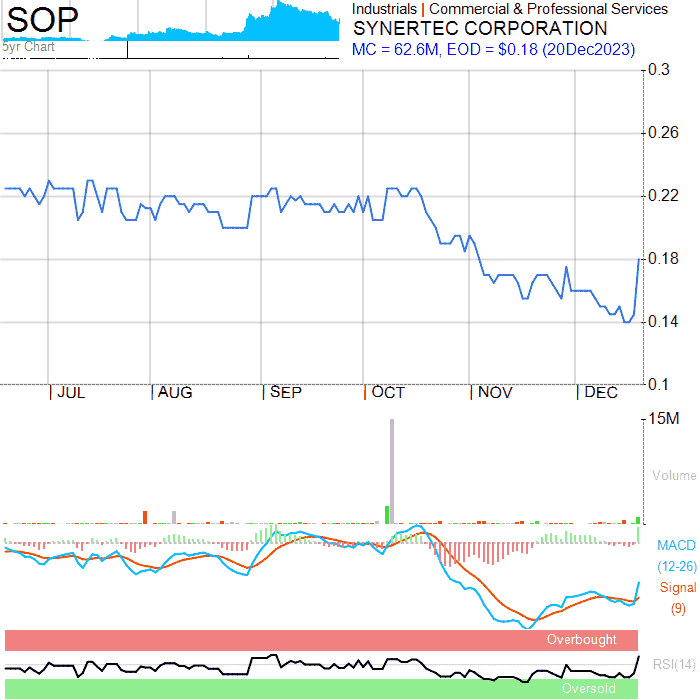 SOP
5yr Chart
Industrials | Commercial & Professional Services
SYNERTEC CORPORATION
MC = 62.6M, EOD = $0.18 (20Dec2023)
0.3
0.26
0.22
0.18
0.14
0.1
JUL
AUG
SEP
OCT
NOV
DEC
15M
Volume
MACD
(12-26)
Signal
(9)
Overbought
RSI(14)
Oversold